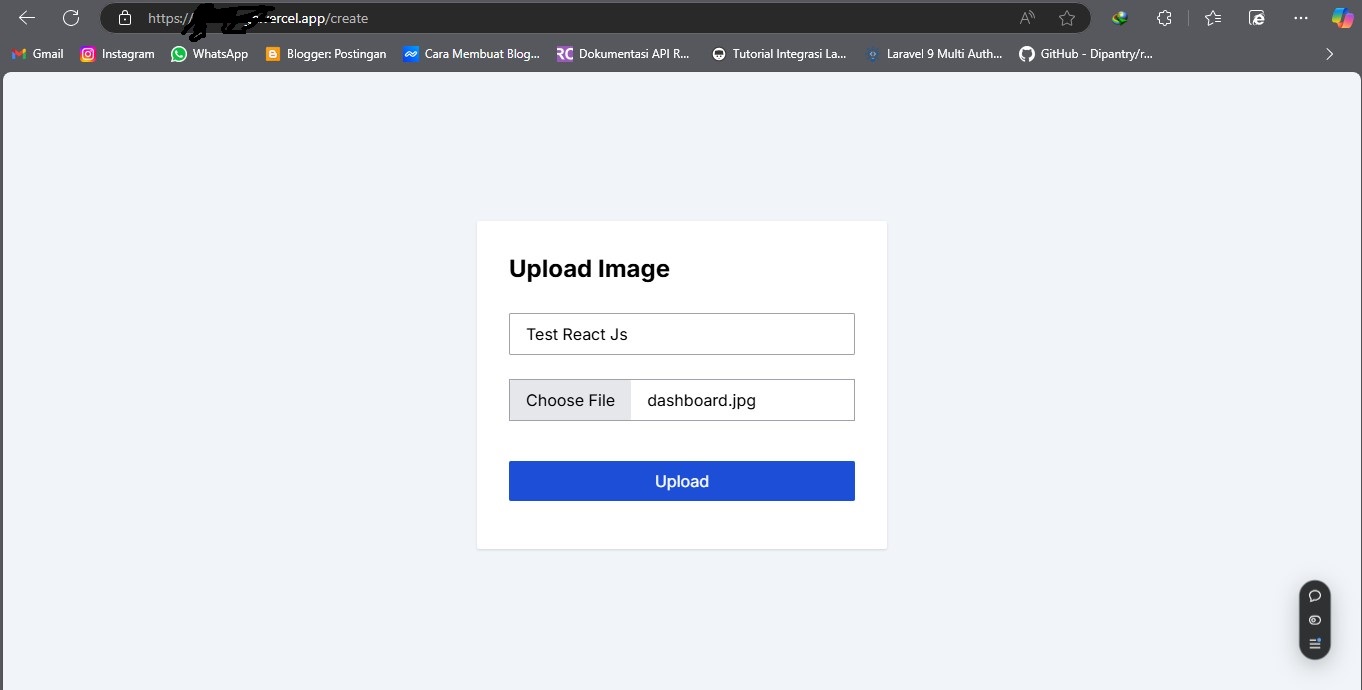 https://ercel.app/create
Gmail Instagram WhatsApp Blogger: Postingan Cara Membuat Blog... Dokumentasi API R... Tutorial Integrasi La... Laravel 9 Multi Auth... GitHub - Dipantry/r...
Upload Image
Test React Js
Choose File dashboard.jpg
Upload